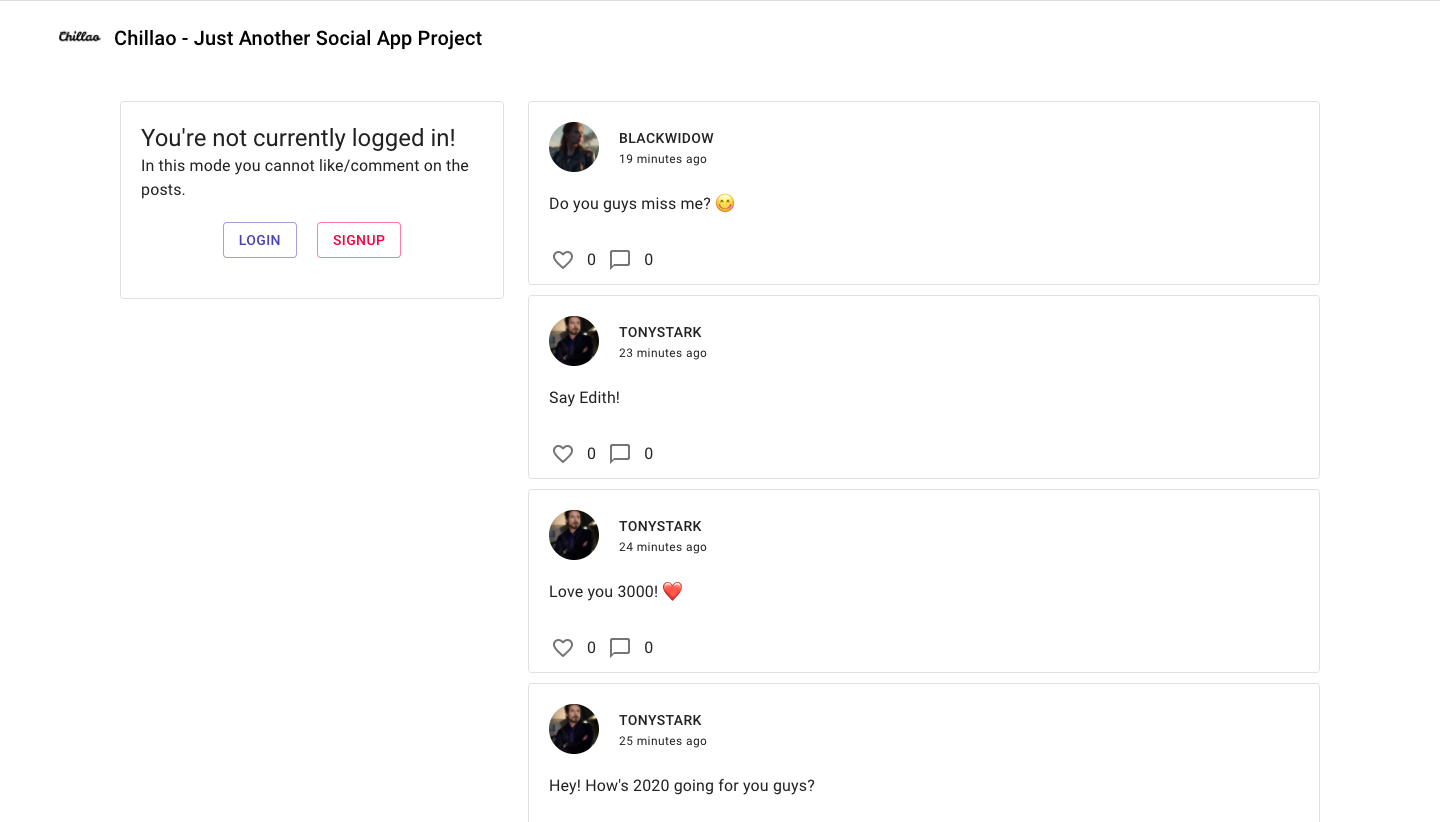 Chillao
Chillao - Just Another Social App Project
You're not currently logged in!
In this mode you cannot like/comment on the
posts.
LOGIN
SIGNUP
BLACKWIDOW
19 minutes ago
Do you guys miss me? 😋
0
0
TONYSTARK
23 minutes ago
Say Edith!
0
0
TONYSTARK
24 minutes ago
Love you 3000! ❤️
0
0
TONYSTARK
25 minutes ago
Hey! How's 2020 going for you guys?